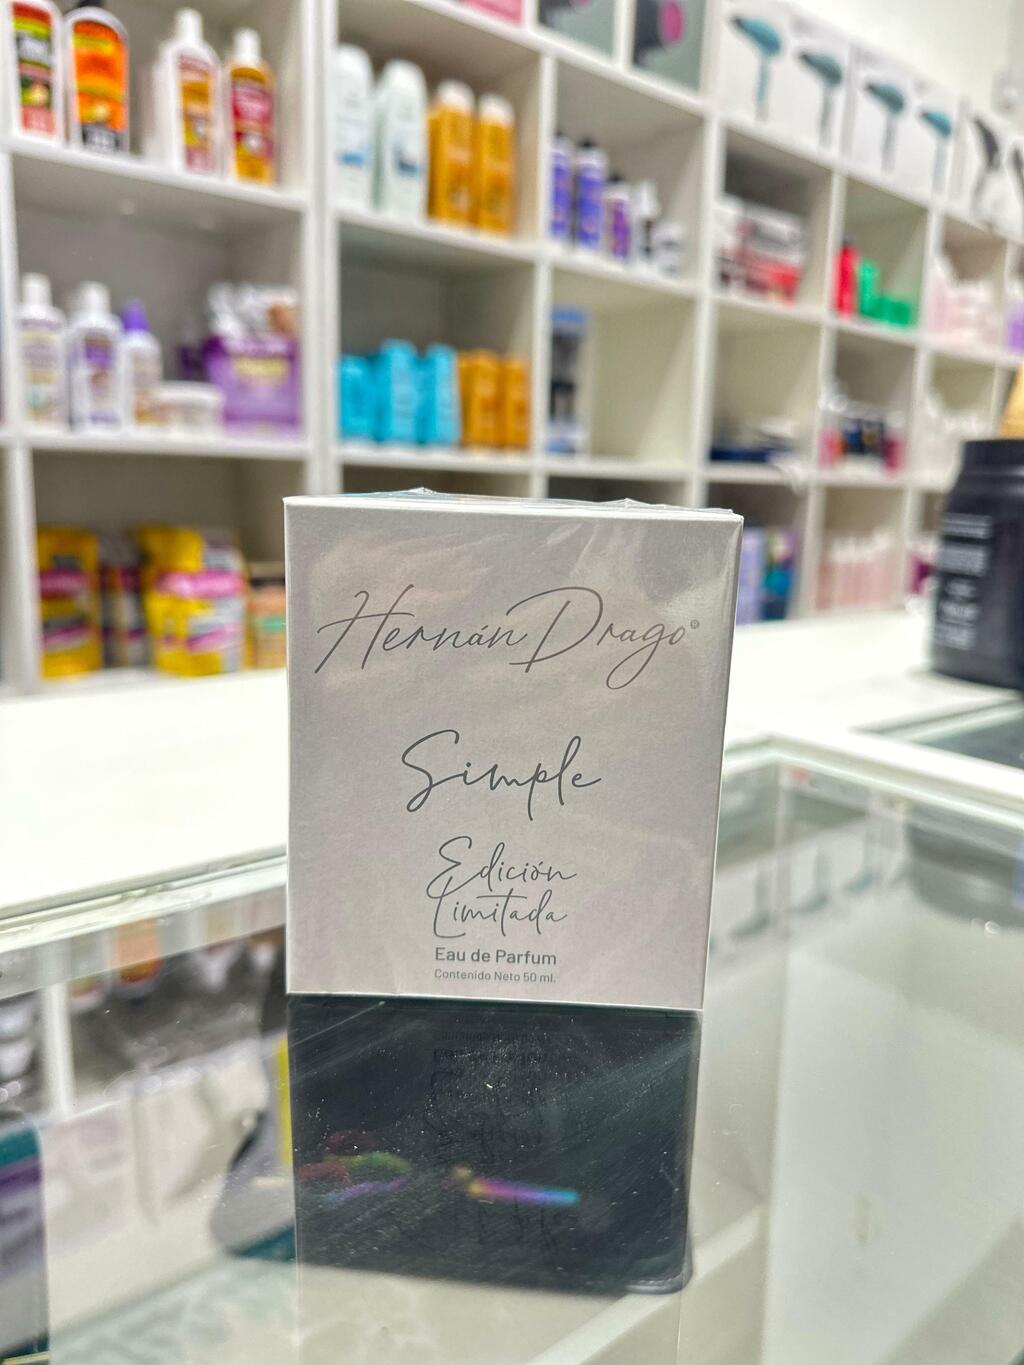 Hernán Drago®
Simple
Edición
Limitada
Eau de Parfum
Contenido Neto 50 ml.